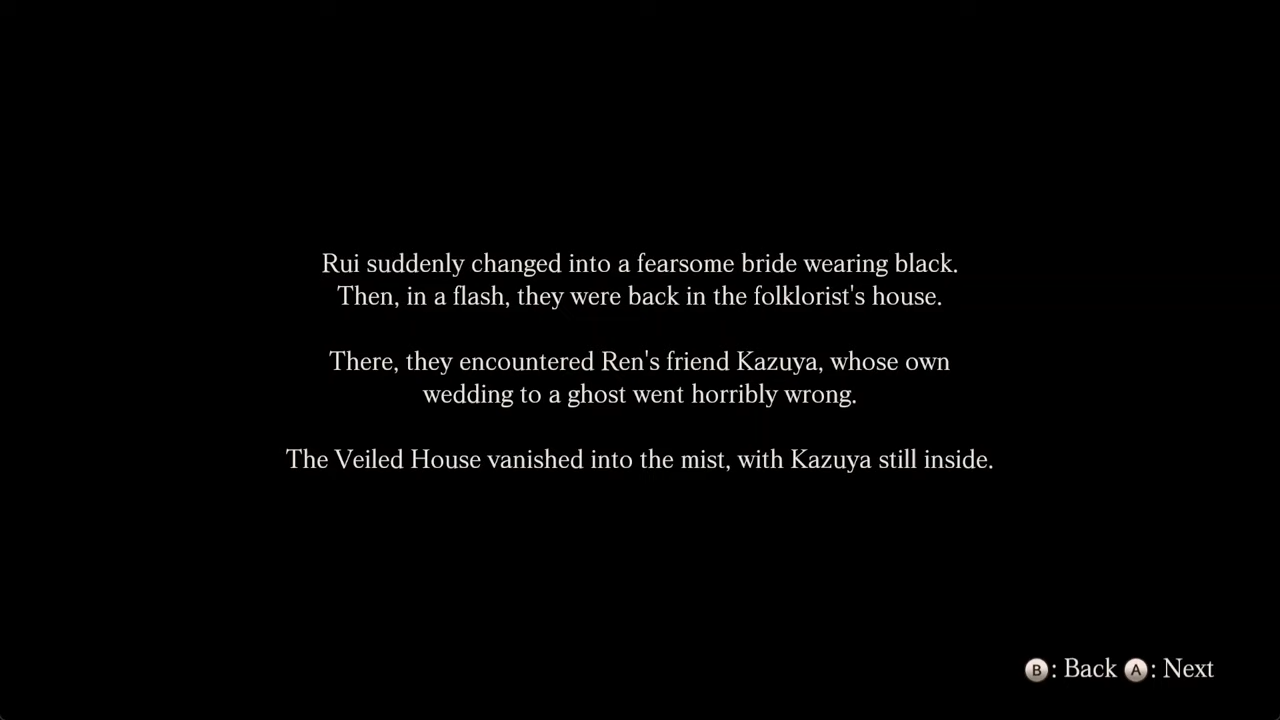 Rui suddenly changed into a fearsome bride wearing black.
Then, in a flash, they were back in the folklorist's house.
There, they encountered Ren's friend Kazuya, whose own
wedding to a ghost went horribly wrong.
The Veiled House vanished into the mist, with Kazuya still inside.
B: Back A: Next